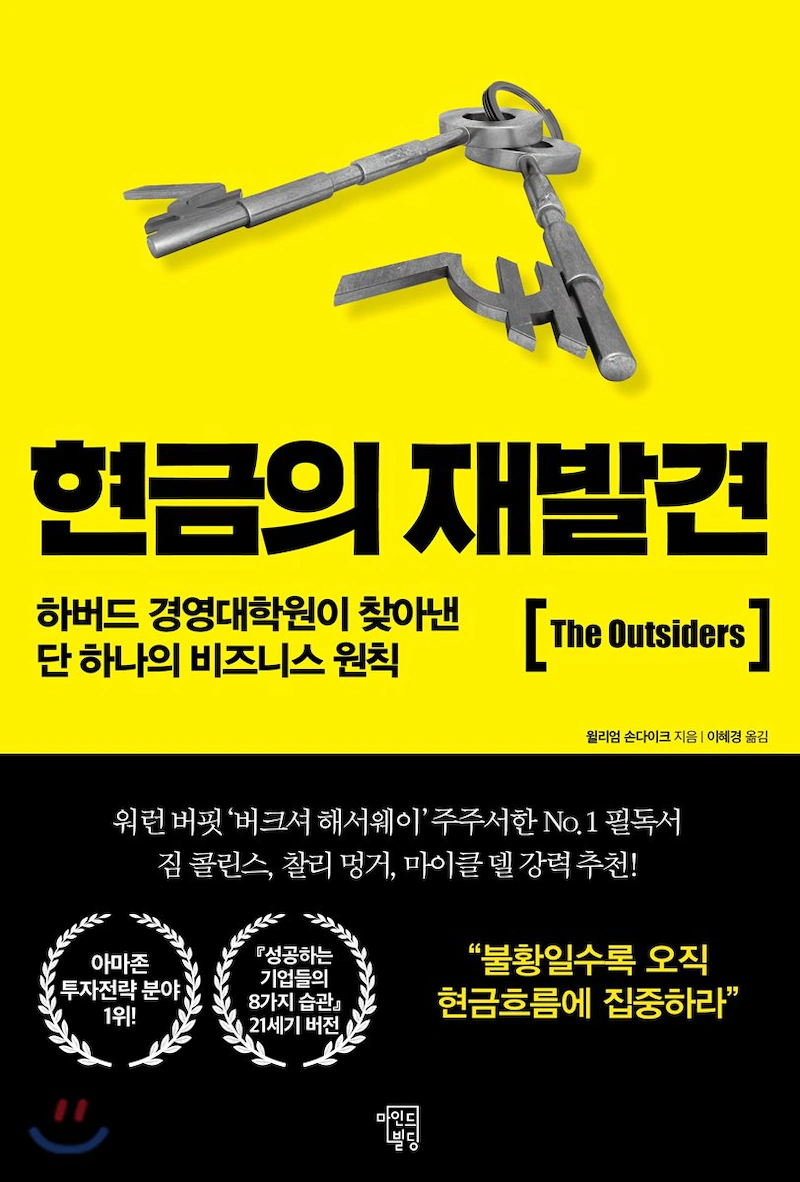 현금의 재발견
하버드 경영대학원이 찾아낸
단 하나의 비즈니스 원칙
[The Outsiders]
윌리엄 손다이크 지음 | 이혜경 옮김
워런 버핏 ‘버크셔 해서웨이’ 주주서한 No.1 필독서
짐 콜린스, 찰리 멍거, 마이클 델 강력 추천!
아마존
투자전략 분야
1위!
『성공하는
기업들의
8가지 습관』
21세기 버전
“불황일수록 오직
현금흐름에 집중하라”
마인드
빌딩